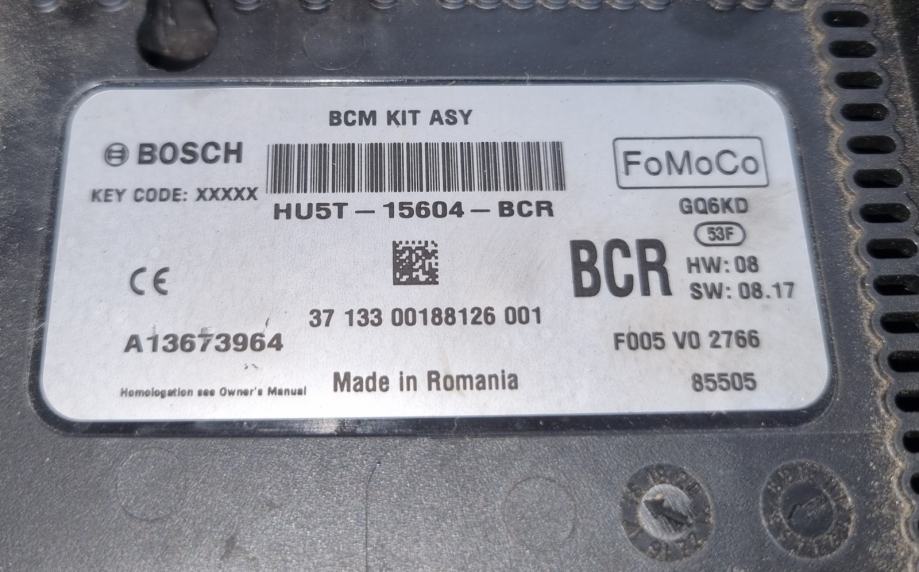 BCM KIT ASY
BOSCH
FoMoCo
KEY CODE: XXXXX
HU5T-15604-BCR
GQ6KD
53F
BCR
HW: 08
SW: 08.17
CE
37 133 00188126 001
A13673964
F005 V0 2766
Homologation see Owner's Manual
Made in Romania
85505